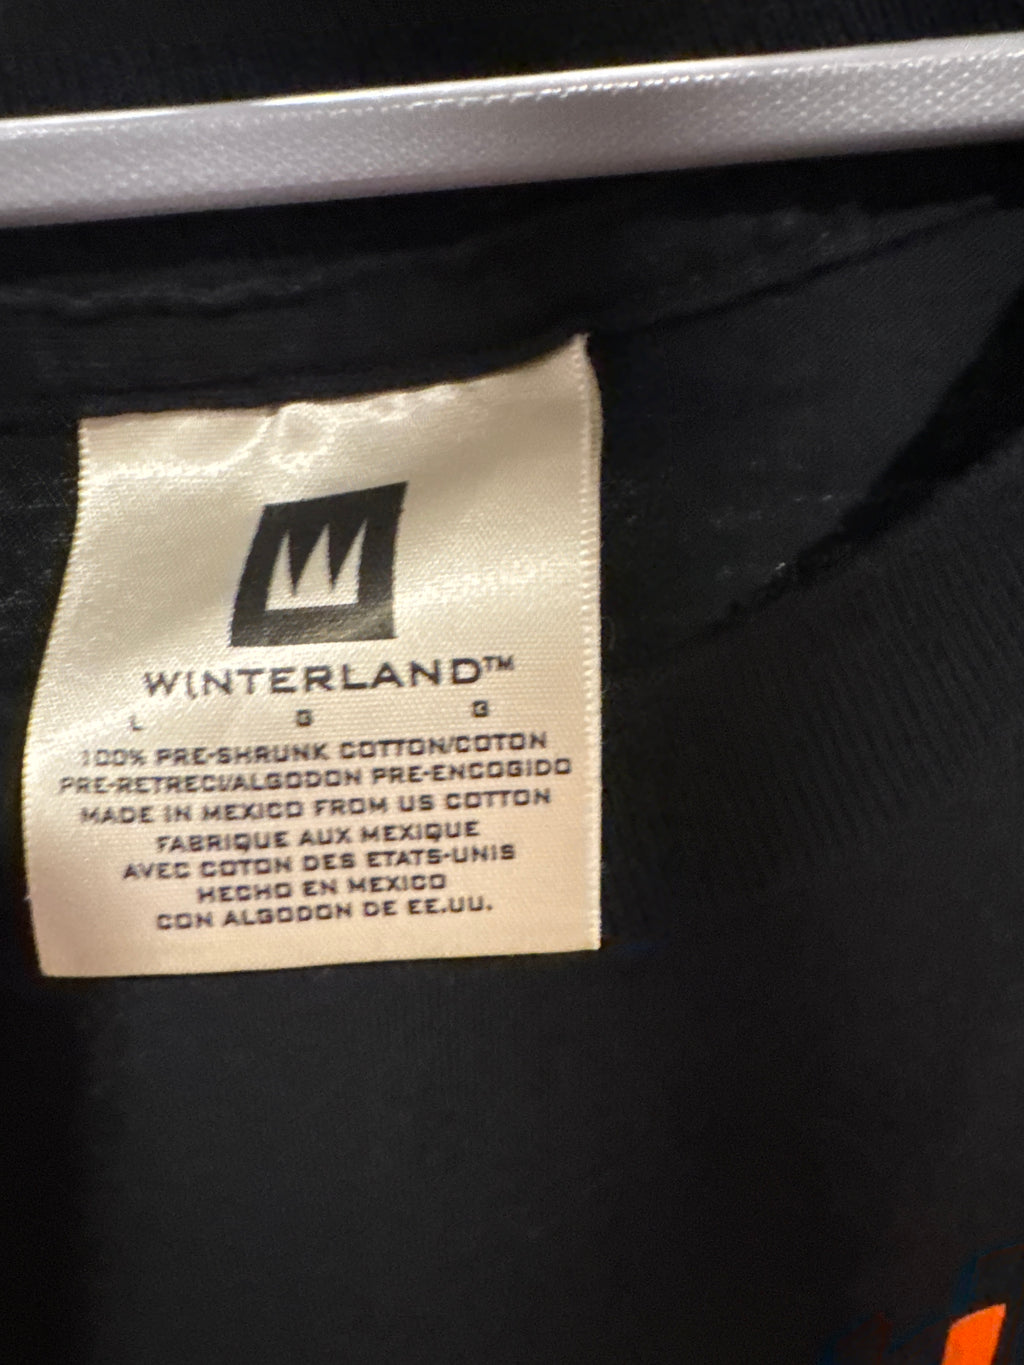 WINTERLAND™
L G G
100% PRE-SHRUNK COTTON/COTON
PRE-RETRECI/ALGODON PRE-ENCOGIDO
MADE IN MEXICO FROM US COTTON
FABRIQUE AUX MEXIQUE
AVEC COTON DES ETATS-UNIS
HECHO EN MEXICO
CON ALGODON DE EE.UU.